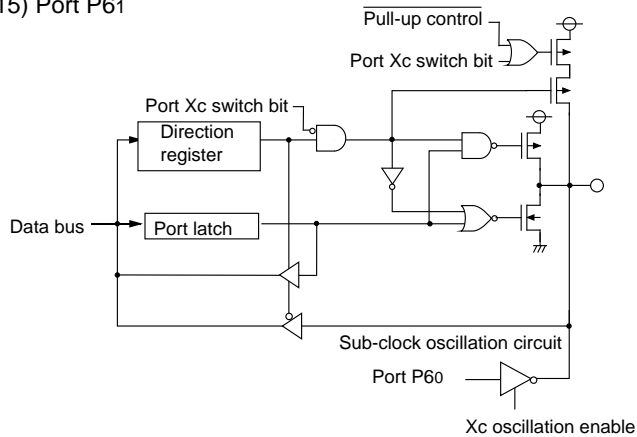 15) Port P61
Pull-up control
Port Xc switch bit
Port Xc switch bit
Direction
register
Data bus
Port latch
Sub-clock oscillation circuit
Port P60
Xc oscillation enable